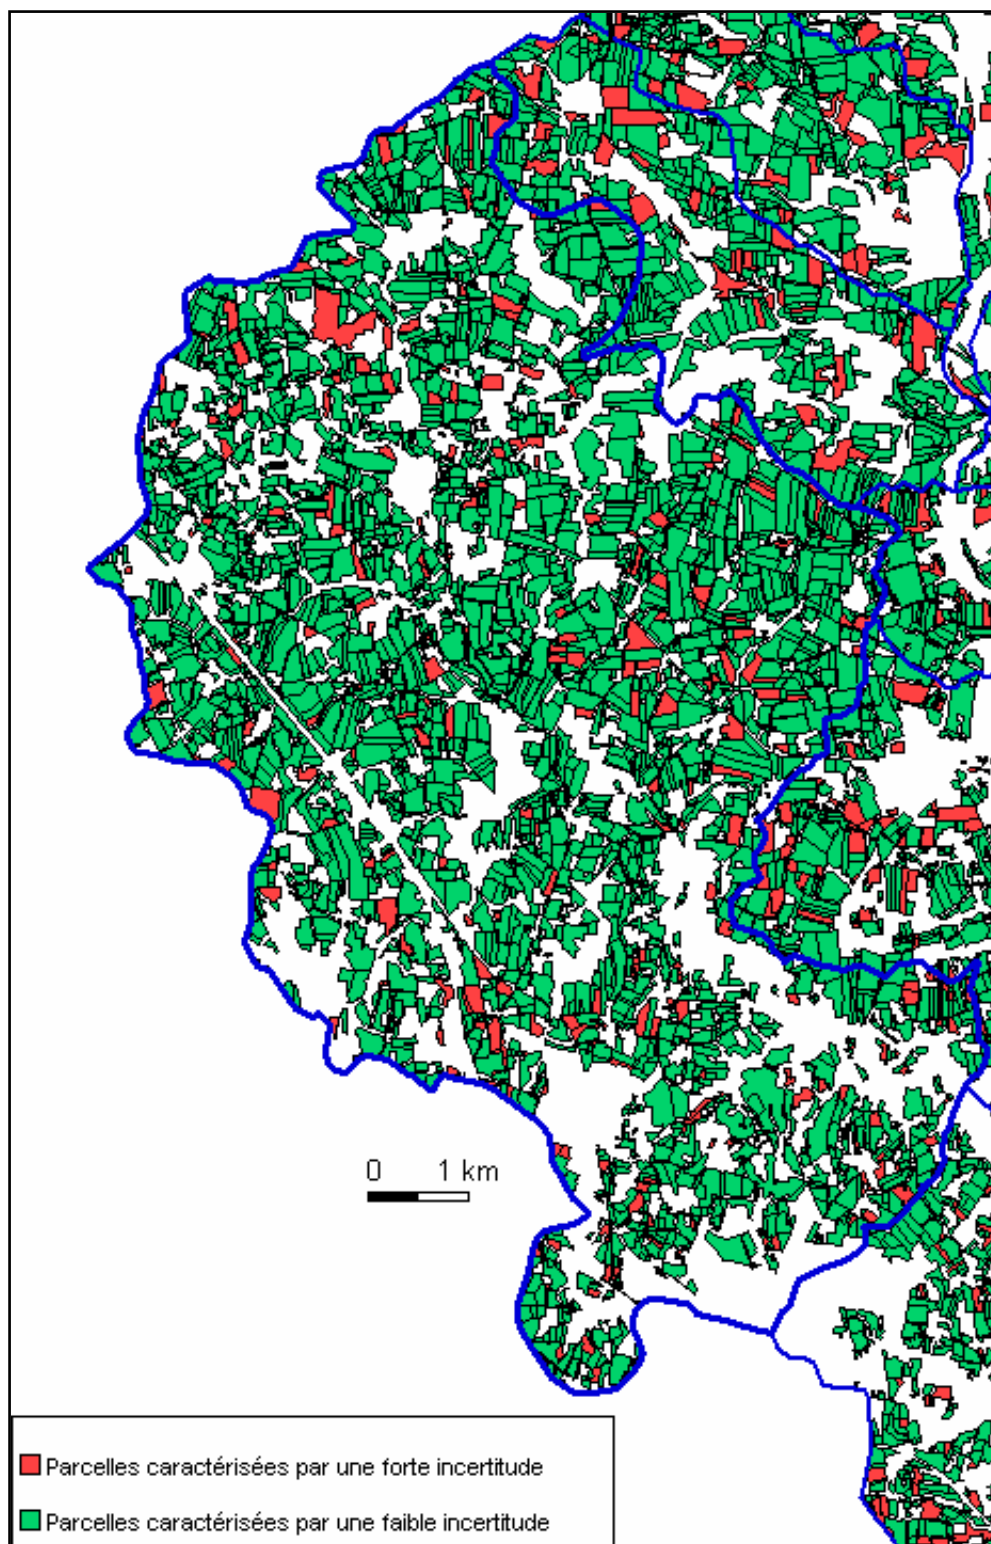 0 1 km
Parcelles caractérisées par une forte incertitude
Parcelles caractérisées par une faible incertitude